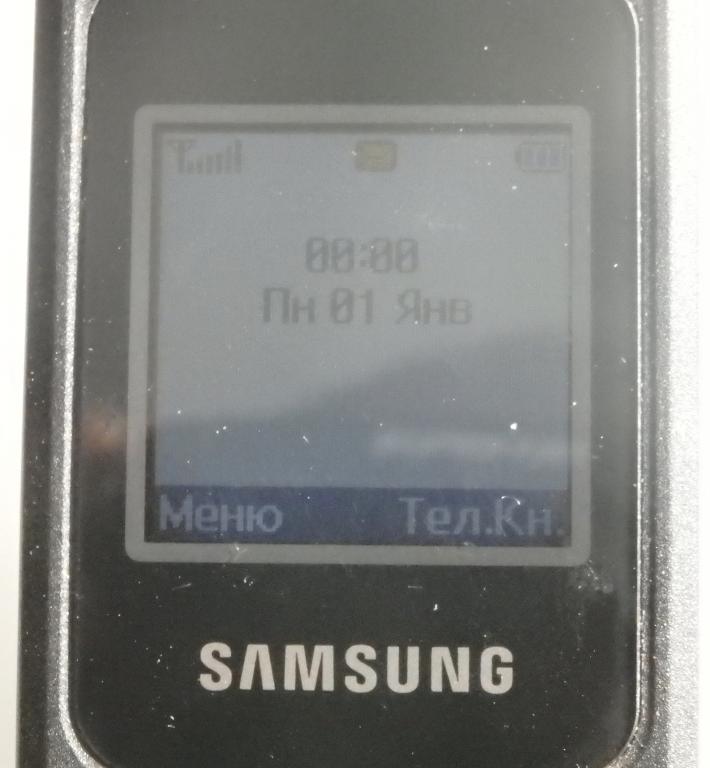 00:00
Пн 01 Янв
Меню Тел.Кн.
SAMSUNG